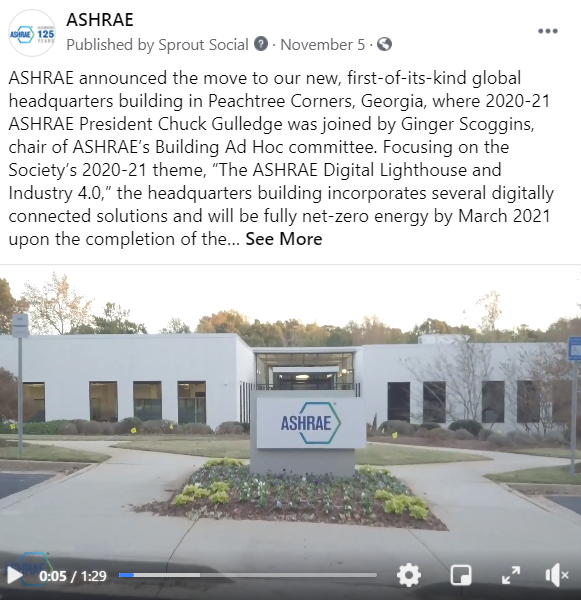 ASHRAE
ASHRAE 125 YEARS
Published by Sprout Social · November 5 ·
ASHRAE announced the move to our new, first-of-its-kind global
headquarters building in Peachtree Corners, Georgia, where 2020-21
ASHRAE President Chuck Gulledge was joined by Ginger Scoggins,
chair of ASHRAE’s Building Ad Hoc committee. Focusing on the
Society’s 2020-21 theme, “The ASHRAE Digital Lighthouse and
Industry 4.0,” the headquarters building incorporates several digitally
connected solutions and will be fully net-zero energy by March 2021
upon the completion of the... See More
ASHRAE
ASHRAE
0:05 / 1:29